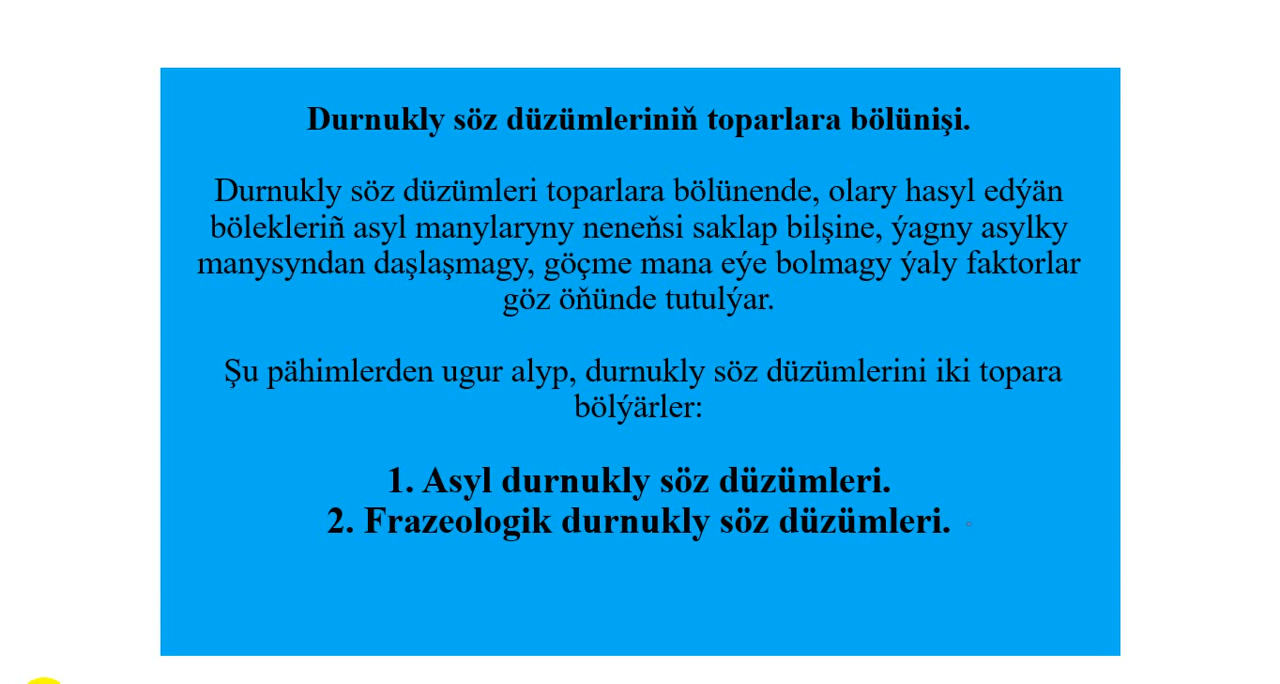 Durnukly söz düzümleriniň toparlara bölünişi.
Durnukly söz düzümleri toparlara bölünende, olary hasyl edýän
bölekleriñ asyl manylaryny neneňsi saklap bilşine, ýagny asylky
manysyndan daşlaşmagy, göçme mana eýe bolmagy ýaly faktorlar
göz öňünde tutulýar.
Şu pähimlerden ugur alyp, durnukly söz düzümlerini iki topara
bölýärler:
1. Asyl durnukly söz düzümleri.
2. Frazeologik durnukly söz düzümleri.